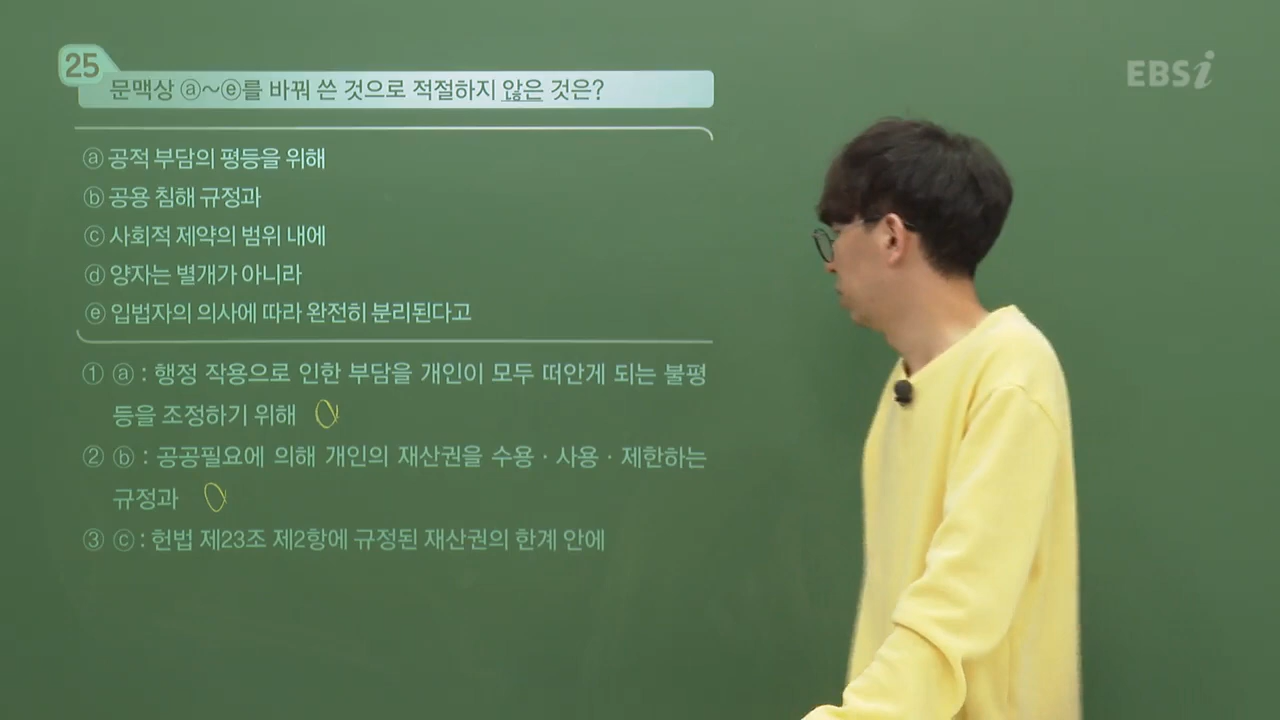 EBSi
25
문맥상 ⓐ~ⓔ를 바꿔 쓴 것으로 적절하지 않은 것은?
ⓐ 공적 부담의 평등을 위해
ⓑ 공용 침해 규정과
ⓒ 사회적 제약의 범위 내에
ⓓ 양자는 별개가 아니라
ⓔ 입법자의 의사에 따라 완전히 분리된다고
① ⓐ : 행정 작용으로 인한 부담을 개인이 모두 떠안게 되는 불평
등을 조정하기 위해
② ⓑ : 공공필요에 의해 개인의 재산권을 수용 · 사용 · 제한하는
규정과
③ ⓒ : 헌법 제23조 제2항에 규정된 재산권의 한계 안에